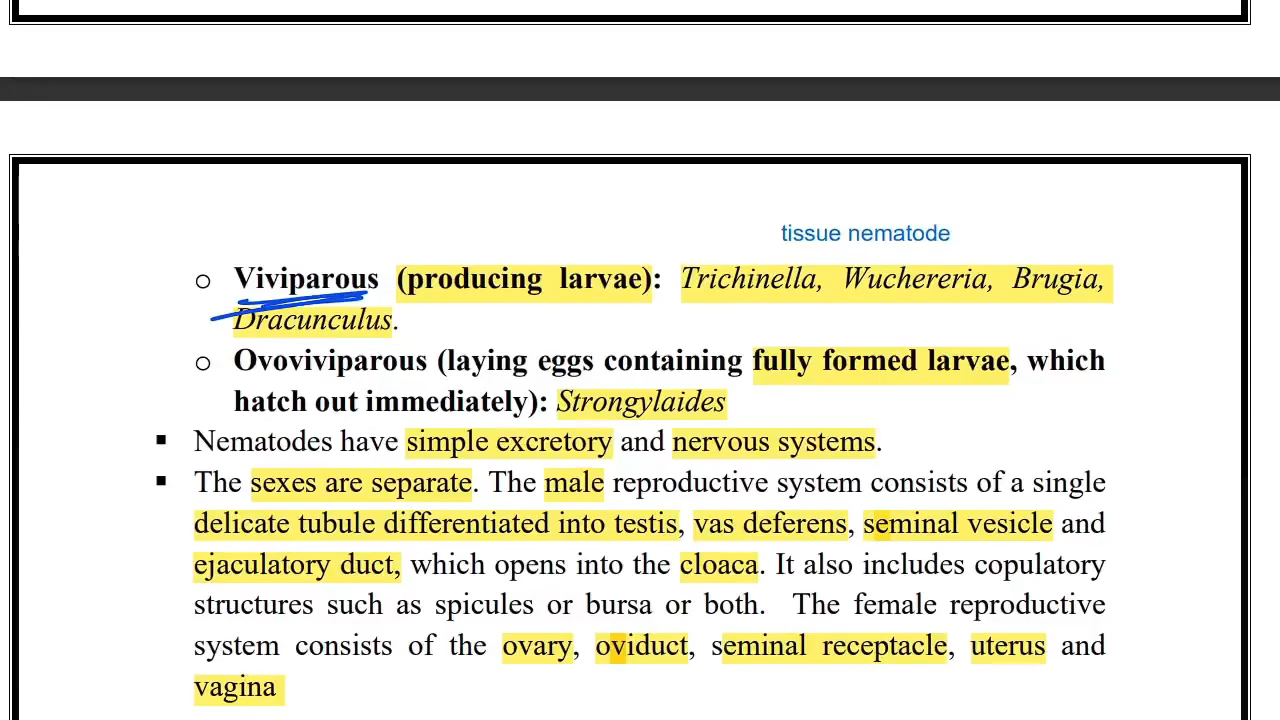 tissue nematode
o Viviparous (producing larvae): Trichinella, Wuchereria, Brugia,
Dracunculus.
o Ovoviviparous (laying eggs containing fully formed larvae, which
hatch out immediately): Strongylaides
▪ Nematodes have simple excretory and nervous systems.
▪ The sexes are separate. The male reproductive system consists of a single
delicate tubule differentiated into testis, vas deferens, seminal vesicle and
ejaculatory duct, which opens into the cloaca. It also includes copulatory
structures such as spicules or bursa or both. The female reproductive
system consists of the ovary, oviduct, seminal receptacle, uterus and
vagina